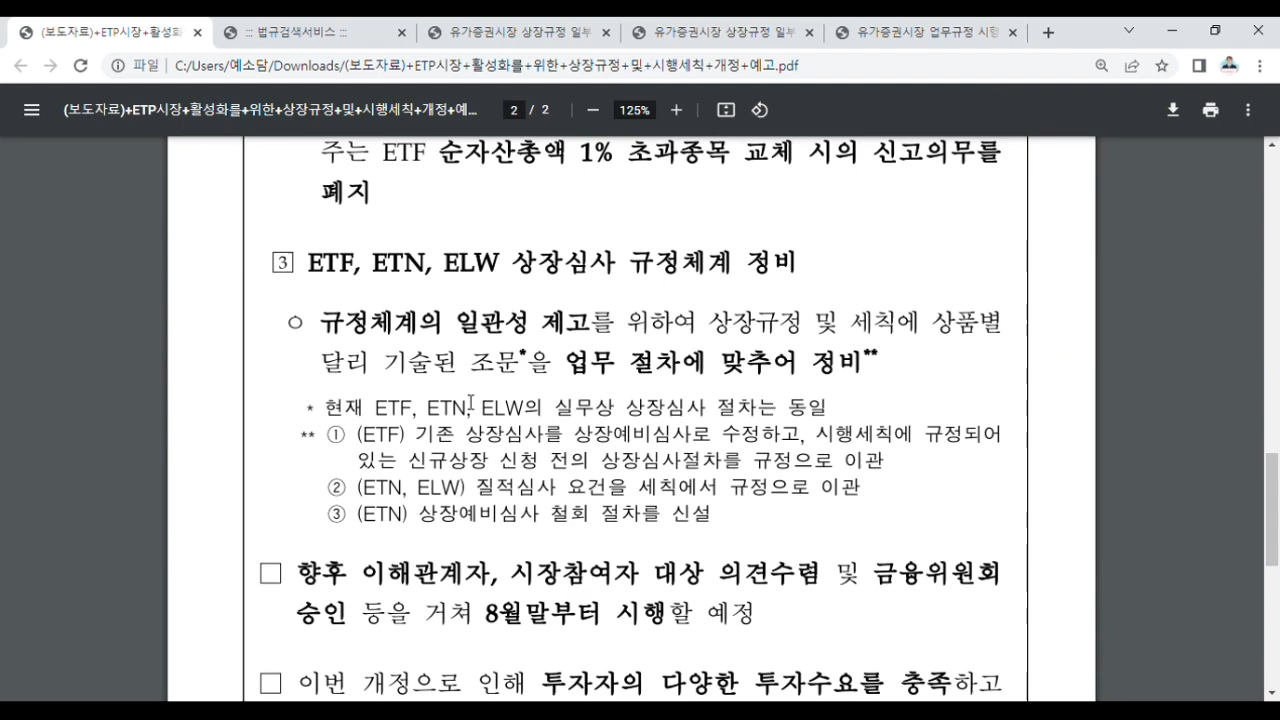 (보도자료)+ETP시장+활성화
::: 법규검색서비스 :::
유가증권시장 상장규정 일부
유가증권시장 상장규정 일부
유가증권시장 업무규정 시행
파일
C:/Users/예소담/Downloads/(보도자료)+ETP시장+활성화를+위한+상장규정+및+시행세칙+개정+예고.pdf
(보도자료)+ETP시장+활성화를+위한+상장규정+및+시행세칙+개정+예...
2 / 2
125%
주는 ETF 순자산총액 1% 초과종목 교체 시의 신고의무를
폐지
3 ETF, ETN, ELW 상장심사 규정체계 정비
○ 규정체계의 일관성 제고를 위하여 상장규정 및 세칙에 상품별
달리 기술된 조문*을 업무 절차에 맞추어 정비**
* 현재 ETF, ETN, ELW의 실무상 상장심사 절차는 동일
** ① (ETF) 기존 상장심사를 상장예비심사로 수정하고, 시행세칙에 규정되어
있는 신규상장 신청 전의 상장심사절차를 규정으로 이관
② (ETN, ELW) 질적심사 요건을 세칙에서 규정으로 이관
③ (ETN) 상장예비심사 철회 절차를 신설
□ 향후 이해관계자, 시장참여자 대상 의견수렴 및 금융위원회
승인 등을 거쳐 8월말부터 시행할 예정
□ 이번 개정으로 인해 투자자의 다양한 투자수요를 충족하고